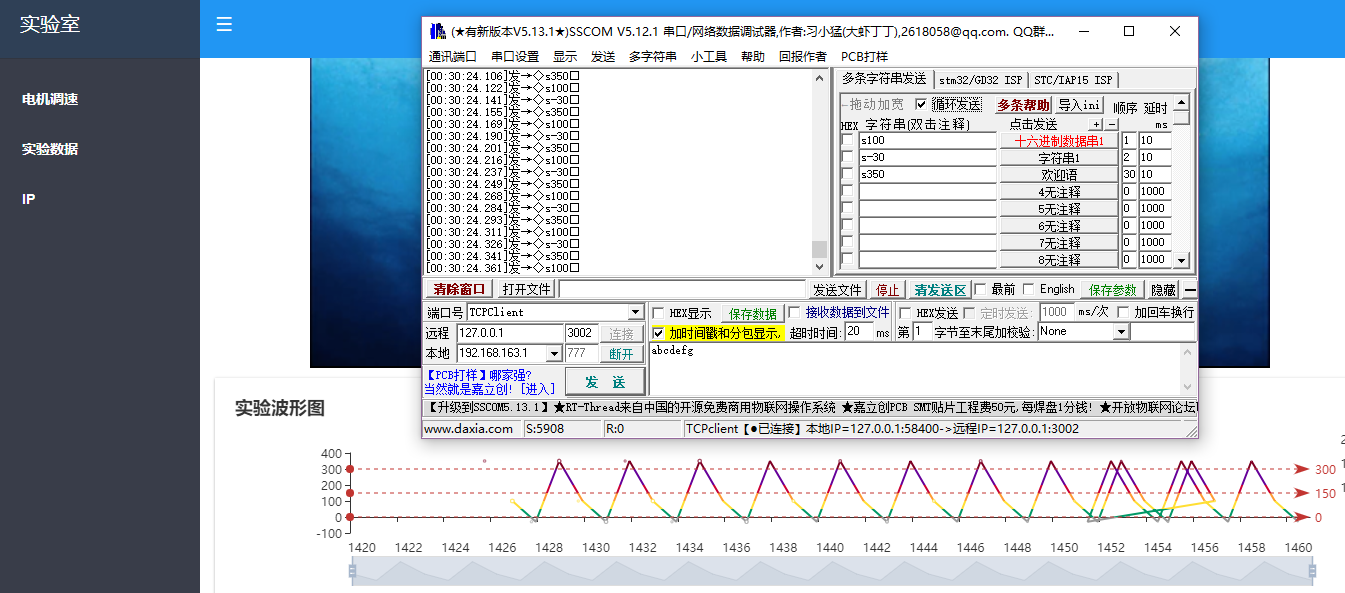 实验室
☰
电机调速
实验数据
IP
(★有新版本V5.13.1★)SSCOM V5.12.1 串口/网络数据调试器,作者:习小猛(大虾丁丁),2618058@qq.com. QQ群...
通讯端口 串口设置 显示 发送 多字符串 小工具 帮助 回报作者 PCB打样
[00:30:24.106]发→◇s350□
[00:30:24.122]发→◇s100□
[00:30:24.141]发→◇s-30□
[00:30:24.155]发→◇s350□
[00:30:24.169]发→◇s100□
[00:30:24.190]发→◇s-30□
[00:30:24.201]发→◇s350□
[00:30:24.216]发→◇s100□
[00:30:24.237]发→◇s-30□
[00:30:24.249]发→◇s350□
[00:30:24.268]发→◇s100□
[00:30:24.284]发→◇s-30□
[00:30:24.293]发→◇s350□
[00:30:24.311]发→◇s100□
[00:30:24.326]发→◇s-30□
[00:30:24.341]发→◇s350□
[00:30:24.361]发→◇s100□
多条字符串发送 stm32/GD32 ISP STC/IAP15 ISP
←拖动加宽 循环发送 多条帮助 导入ini 顺序 延时
HEX 字符串(双击注释) 点击发送 + - ms
s100 十六进制数据串1 1 10
s-30 字符串1 2 10
s350 欢迎语 30 10
4无注释 0 1000
5无注释 0 1000
6无注释 0 1000
7无注释 0 1000
8无注释 0 1000
清除窗口 打开文件 发送文件 停止 清发送区 最前 English 保存参数 隐藏
端口号 TCPClient HEX显示 保存数据 接收数据到文件 HEX发送 定时发送: 1000 ms/次 加回车换行
远程 127.0.0.1 3002 连接 加时间戳和分包显示, 超时时间: 20 ms 第 1 字节至末尾加校验: None
本地 192.168.163.1 777 断开
abcdefg
【PCB打样】哪家强?
当然就是嘉立创! [进入]
发 送
【升级到SSCOM5.13.1】★RT-Thread来自中国的开源免费商用物联网操作系统 ★嘉立创PCB SMT贴片工程费50元,每焊盘1分钱! ★开放物联网论坛
www.daxia.com S:5908 R:0 TCPclient【●已连接】本地IP=127.0.0.1:58400->远程IP=127.0.0.1:3002
实验波形图
400
300
200
100
0
-100
300
150
0
1420 1422 1424 1426 1428 1430 1432 1434 1436 1438 1440 1442 1444 1446 1448 1450 1452 1454 1456 1458 1460